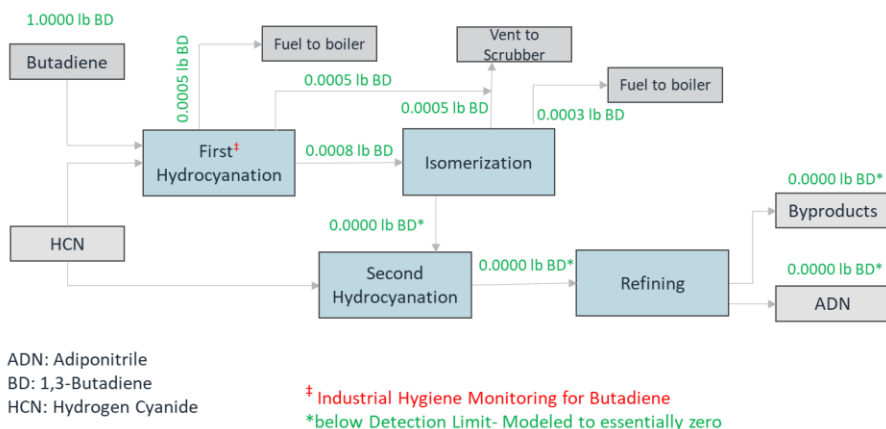 1.0000 lb BD
Butadiene
0.0005 lb BD
Fuel to boiler
Vent to
Scrubber
0.0005 lb BD
0.0005 lb BD
0.0003 lb BD
Fuel to boiler
First‡
Hydrocyanation
0.0008 lb BD
Isomerization
HCN
0.0000 lb BD*
Second
Hydrocyanation
0.0000 lb BD*
Refining
0.0000 lb BD*
Byproducts
0.0000 lb BD*
ADN
ADN: Adiponitrile
BD: 1,3-Butadiene
HCN: Hydrogen Cyanide
‡ Industrial Hygiene Monitoring for Butadiene
*below Detection Limit- Modeled to essentially zero